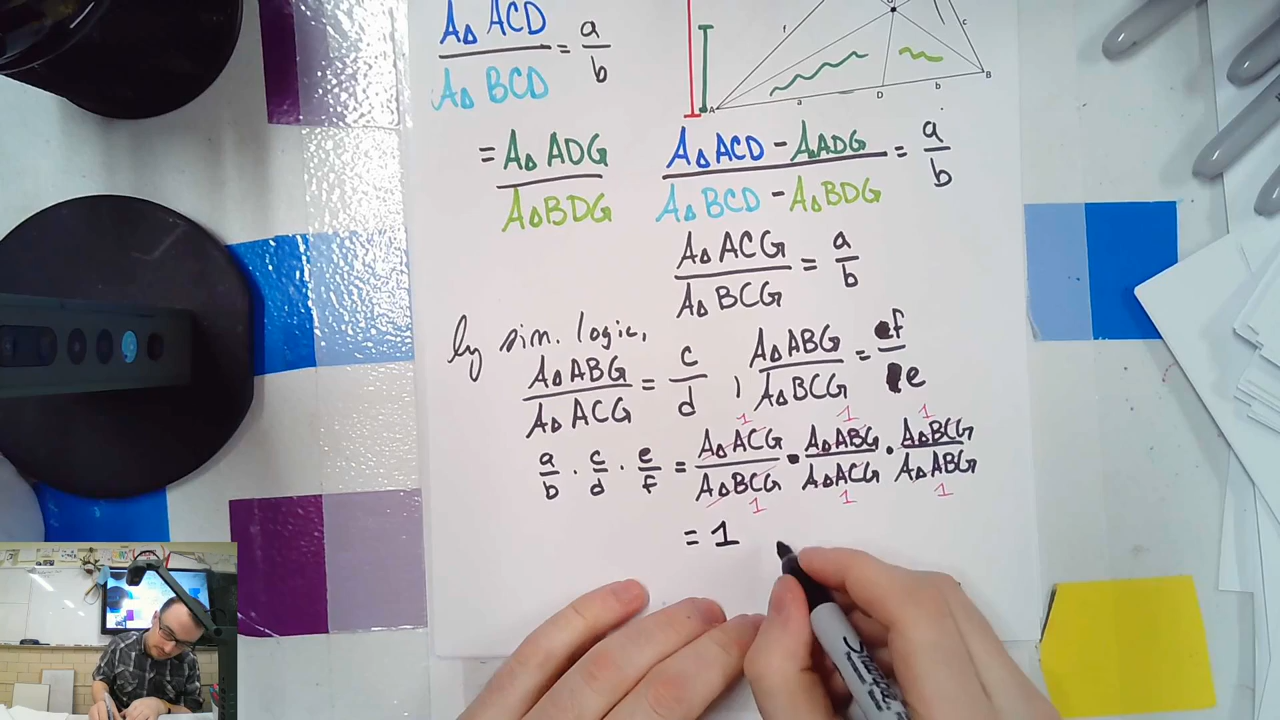 A△ ACD / A△ BCD = a / b
f c
A a D b B
= A△ ADG / A△ BDG
A△ ACD - A△ ADG / A△ BCD - A△ BDG = a / b
A△ ACG / A△ BCG = a / b
by sim. logic,
A△ ABG / A△ ACG = c / d , A△ ABG / A△ BCG = f / e
a / b · c / d · e / f = A△ ACG / A△ BCG · A△ ABG / A△ ACG · A△ BCG / A△ ABG
1 1 1
1 1 1
= 1
Sharpie